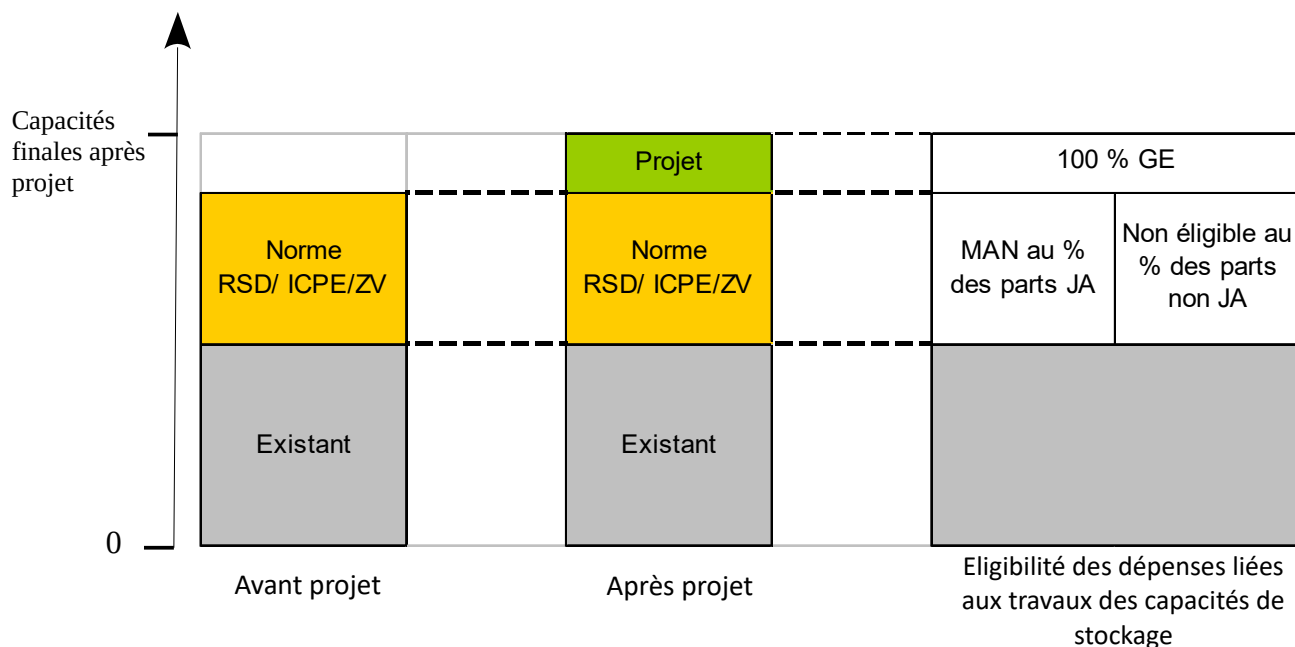 Capacités
finales après
projet
Projet
100 % GE
Norme
RSD/ ICPE/ZV
Norme
RSD/ ICPE/ZV
MAN au %
des parts JA
Non éligible au
% des parts
non JA
Existant
Existant
0
Avant projet
Après projet
Eligibilité des dépenses liées
aux travaux des capacités de
stockage